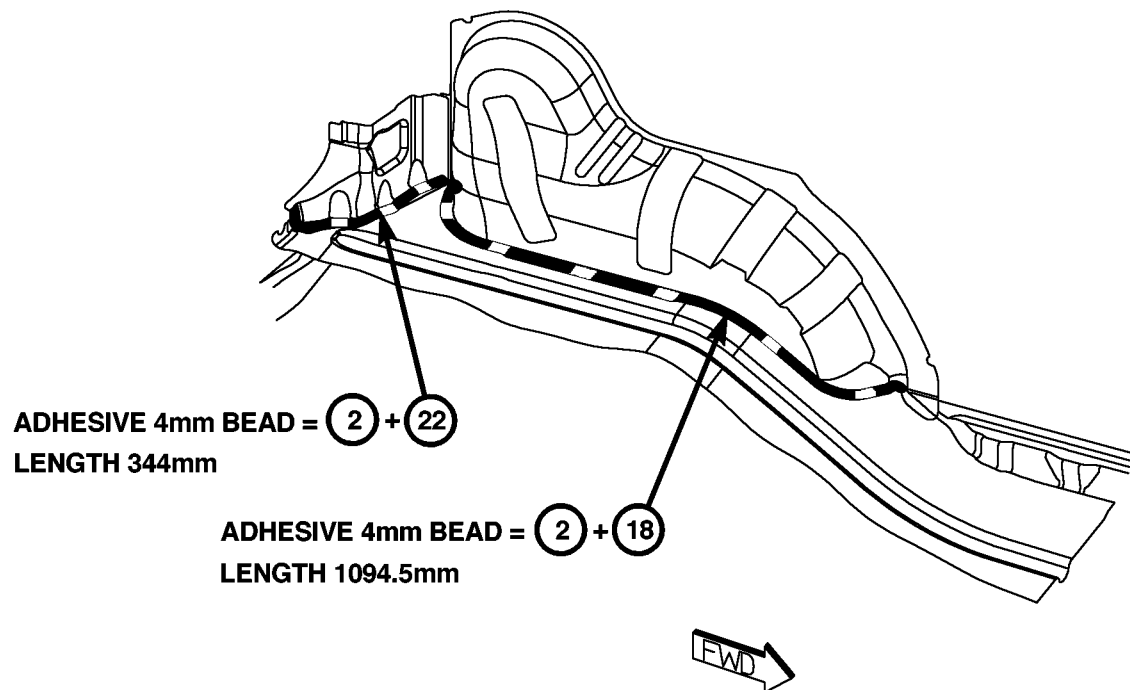 ADHESIVE 4mm BEAD = 2 + 22
LENGTH 344mm
ADHESIVE 4mm BEAD = 2 + 18
LENGTH 1094.5mm
FWD